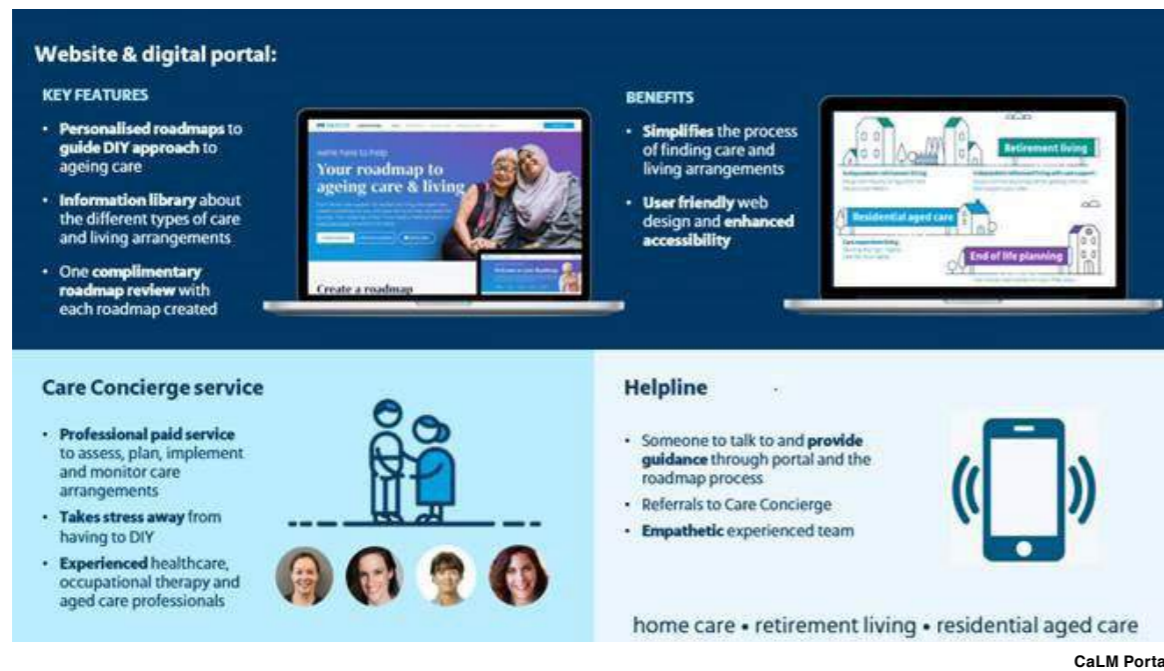 Website & digital portal:
KEY FEATURES
• Personalised roadmaps to
guide DIY approach to
ageing care
• Information library about
the different types of care
and living arrangements
• One complimentary
roadmap review with
each roadmap created
we're here to help
Your roadmap to
ageing care & living
Create a roadmap
BENEFITS
• Simplifies the process
of finding care and
living arrangements
• User friendly web
design and enhanced
accessibility
Retirement living
Residential aged care
End of life planning
Care Concierge service
• Professional paid service
to assess, plan, implement
and monitor care
arrangements
• Takes stress away from
having to DIY
• Experienced healthcare,
occupational therapy and
aged care professionals
Helpline
• Someone to talk to and provide
guidance through portal and the
roadmap process
• Referrals to Care Concierge
• Empathetic experienced team
home care • retirement living • residential aged care
CaLM Porta